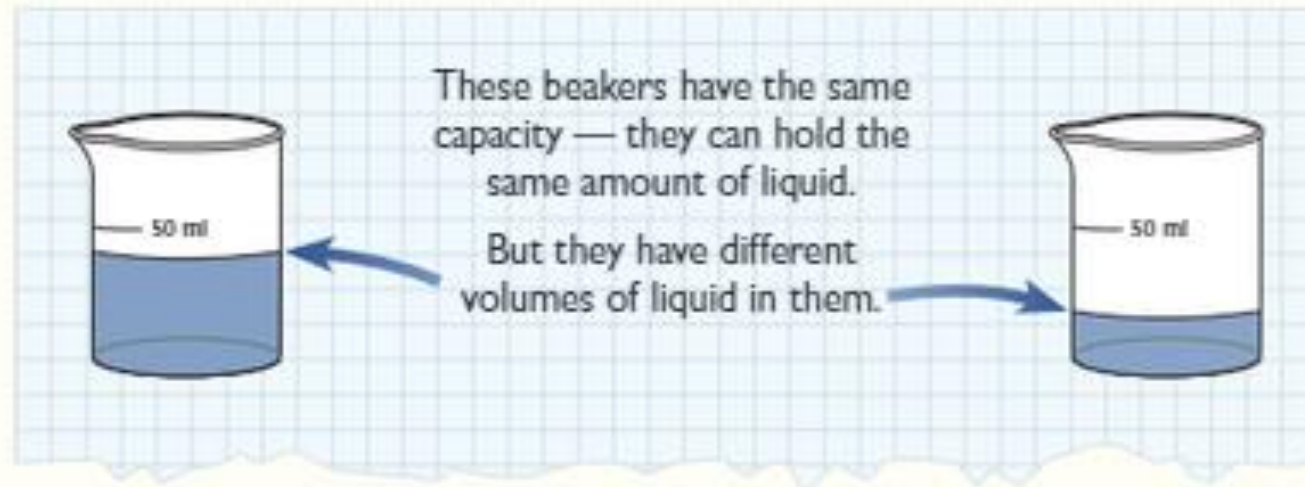 These beakers have the same
capacity — they can hold the
same amount of liquid.
50 ml
50 ml
But they have different
volumes of liquid in them.